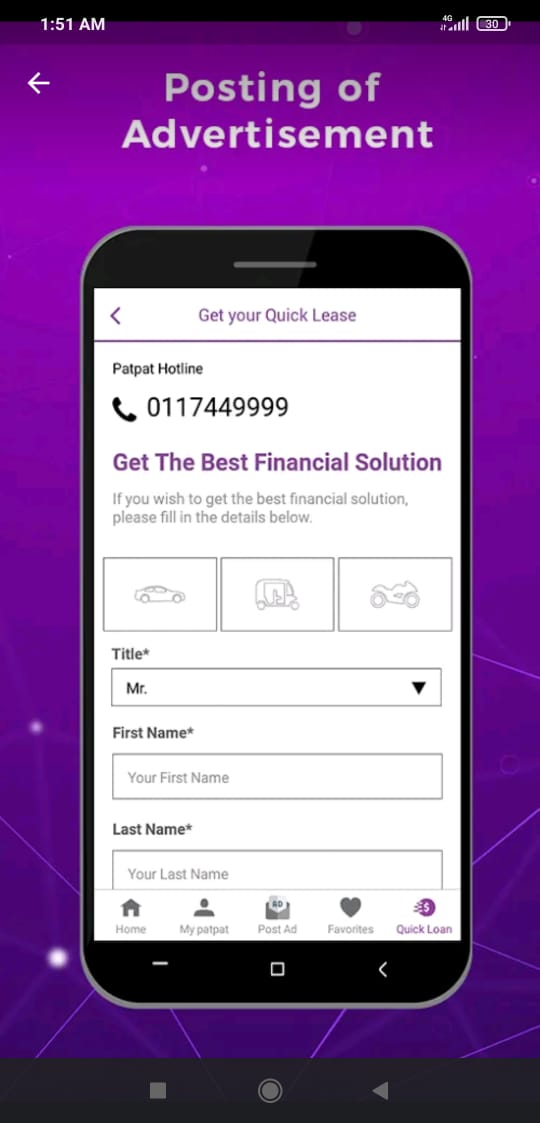 1:51 AM
4G
30
Posting of
Advertisement
Get your Quick Lease
Patpat Hotline
0117449999
Get The Best Financial Solution
If you wish to get the best financial solution,
please fill in the details below.
Title*
Mr.
First Name*
Your First Name
Last Name*
Your Last Name
AD
Home
My patpat
Post Ad
Favorites
Quick Loan